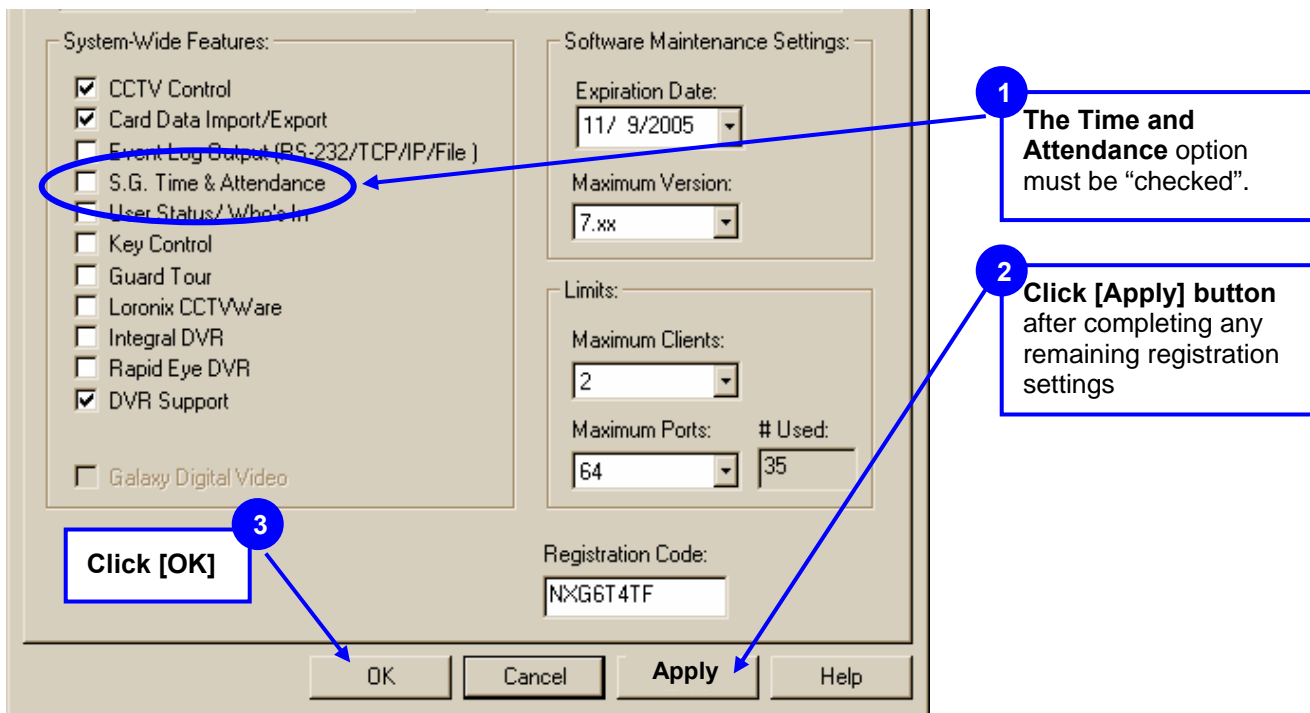 System-Wide Features:
CCTV Control
Card Data Import/Export
Event Log Output (RS-232/TCP/IP/File )
S.G. Time & Attendance
User Status/ Who's In
Key Control
Guard Tour
Loronix CCTVWare
Integral DVR
Rapid Eye DVR
DVR Support
Galaxy Digital Video
Software Maintenance Settings:
Expiration Date:
11/ 9/2005
Maximum Version:
7.xx
Limits:
Maximum Clients:
2
Maximum Ports:
# Used:
64
35
Registration Code:
NXG6T4TF
OK
Cancel
Apply
Help
1
The Time and
Attendance option
must be “checked”.
2
Click [Apply] button
after completing any
remaining registration
settings
3
Click [OK]